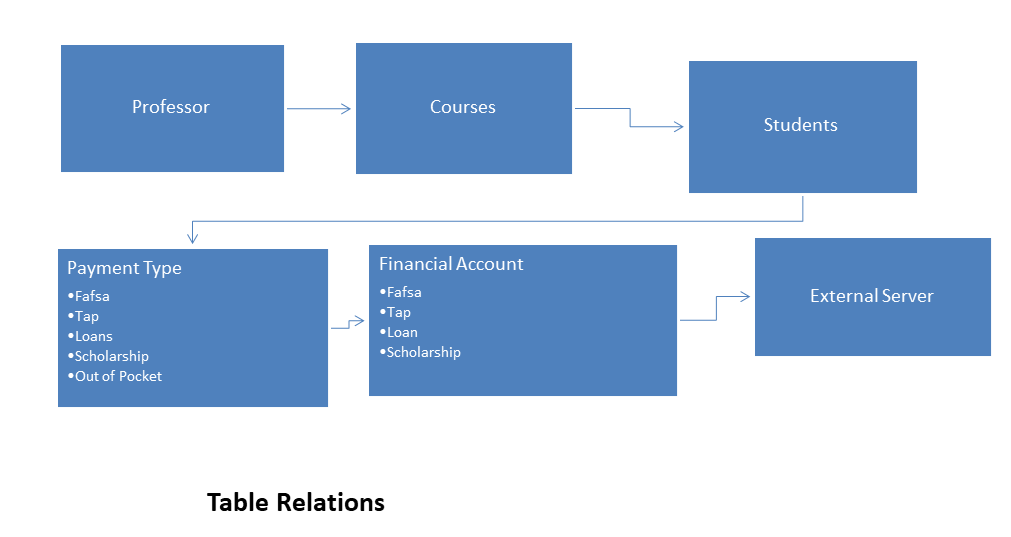 Professor
Courses
Students
Payment Type
•Fafsa
•Tap
•Loans
•Scholarship
•Out of Pocket
Financial Account
•Fafsa
•Tap
•Loan
•Scholarship
External Server
Table Relations